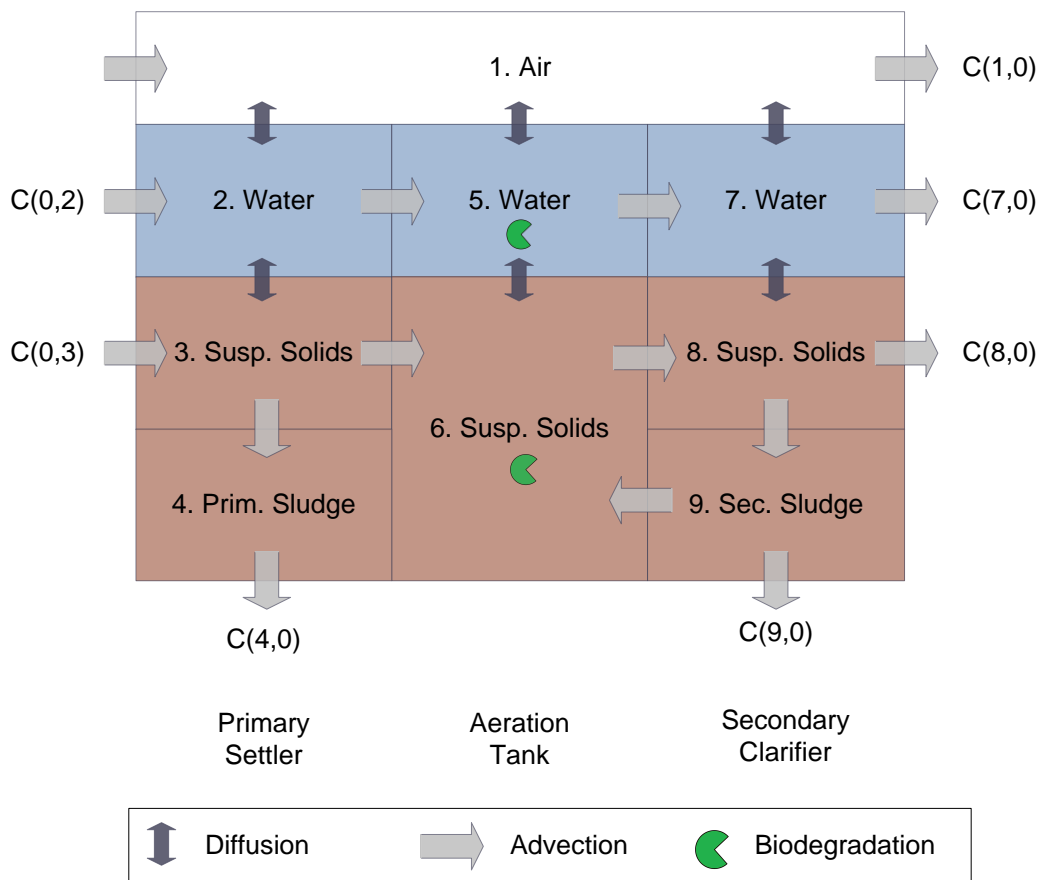 1. Air
C(1,0)
C(0,2)
2. Water
5. Water
7. Water
C(7,0)
C(0,3)
3. Susp. Solids
8. Susp. Solids
C(8,0)
6. Susp. Solids
4. Prim. Sludge
9. Sec. Sludge
C(4,0)
C(9,0)
Primary
Settler
Aeration
Tank
Secondary
Clarifier
Diffusion
Advection
Biodegradation